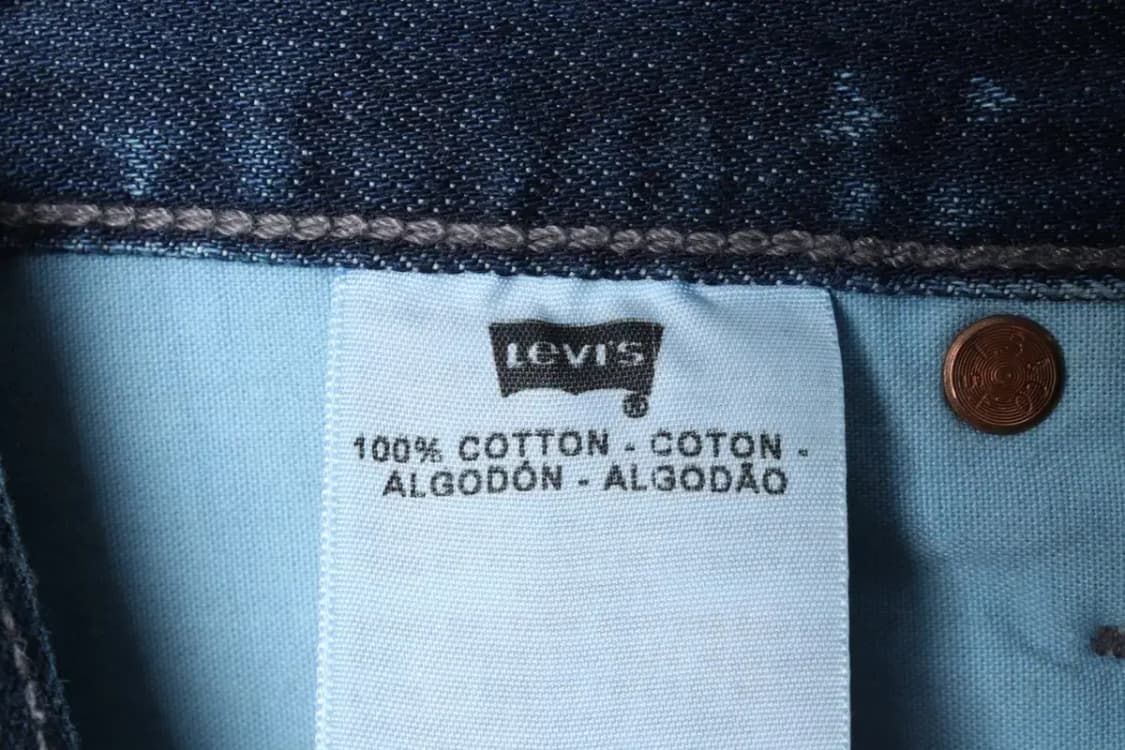 Levi's
®
100% COTTON - COTON -
ALGODÓN - ALGODÃO